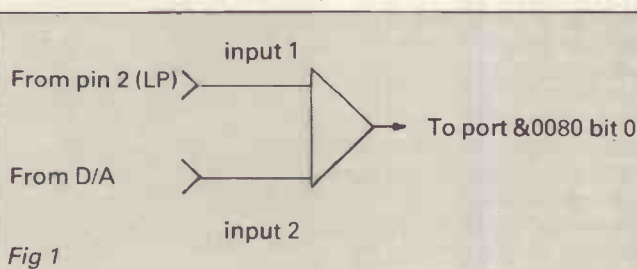 input 1
From pin 2 (LP)
To port &0080 bit 0
From D/A
input 2
Fig 1